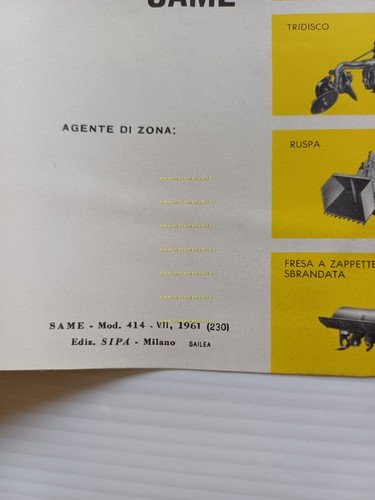 SAME
TRIDISCO
AGENTE DI ZONA:
RUSPA
FRESA A ZAPPETTE
SBRANDATA
SAME - Mod. 414 - VII, 1961 (230)
Ediz. SIPA - Milano SAILEA